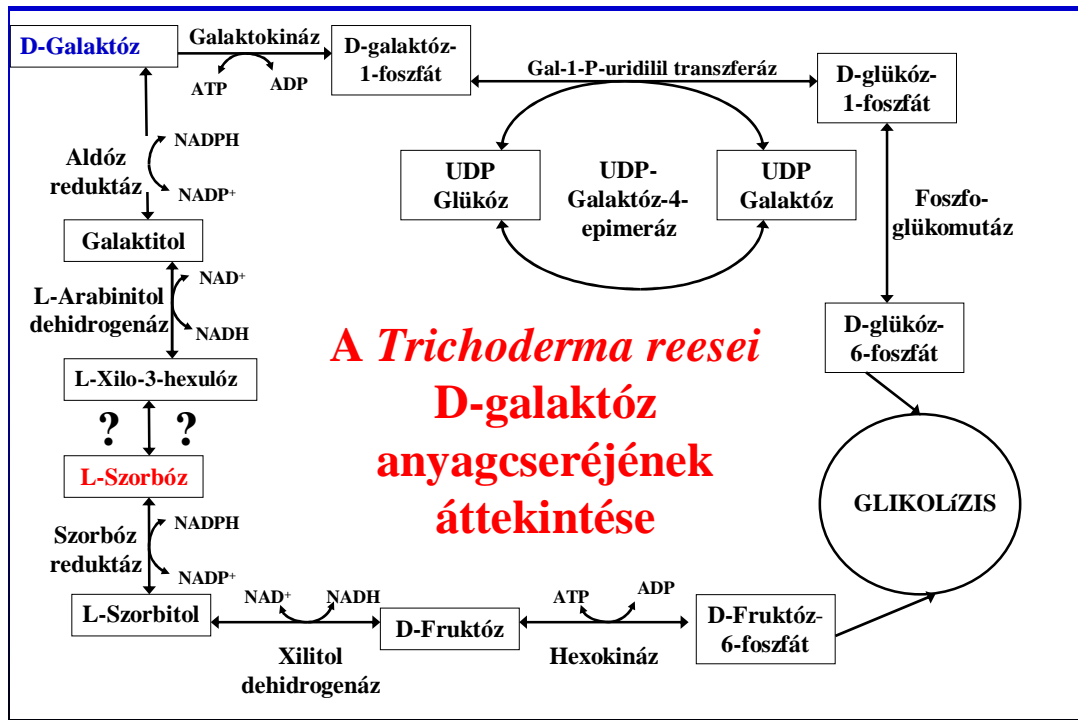 D-Galaktóz
Galaktokináz
ATP
ADP
D-galaktóz-
1-foszfát
Gal-1-P-uridilil transzferáz
D-glükóz-
1-foszfát
UDP
Glükóz
UDP-
Galaktóz-4-
epimeráz
UDP
Galaktóz
Foszfo-
glükomutáz
D-glükóz-
6-foszfát
NADPH
Aldóz
reduktáz
NADP+
Galaktitol
NAD+
L-Arabinitol
dehidrogenáz
NADH
L-Xilo-3-hexulóz
? ?
L-Szorbóz
NADPH
Szorbóz
reduktáz
NADP+
L-Szorbitol
NAD+
NADH
Xilitol
dehidrogenáz
D-Fruktóz
ATP
ADP
Hexokináz
D-Fruktóz-
6-foszfát
GLIKOLíZIS
A Trichoderma reesei
D-galaktóz
anyagcseréjének
áttekintése